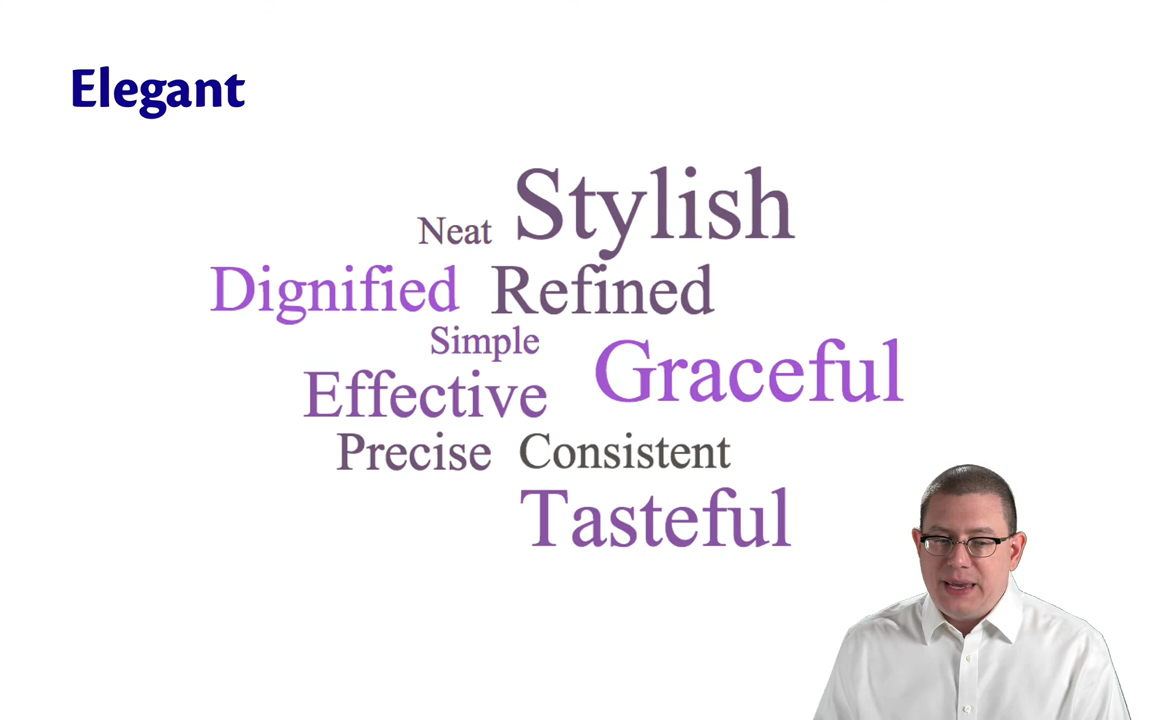 Elegant
Stylish
Neat
Dignified Refined
Simple
Graceful
Effective
Precise Consistent
Tasteful